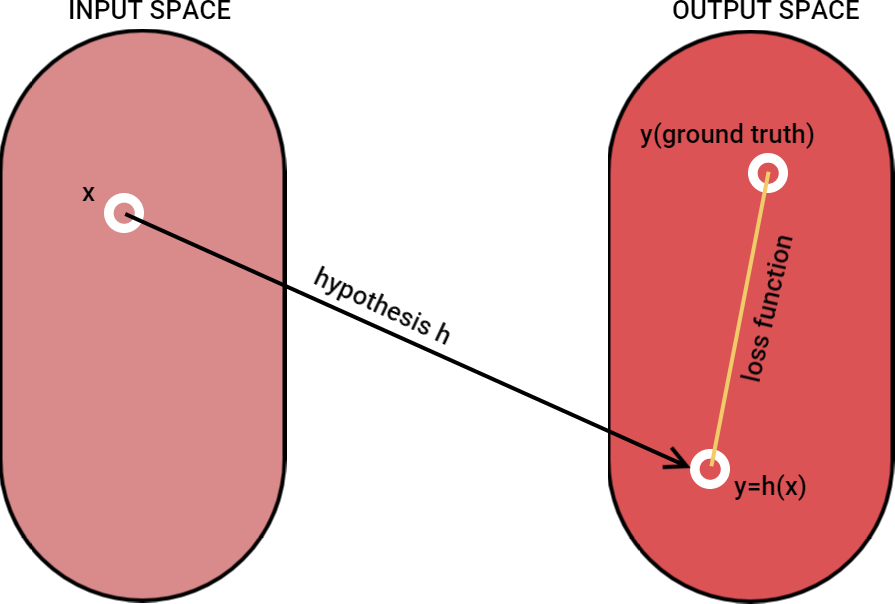 INPUT SPACE
OUTPUT SPACE
y(ground truth)
x
hypothesis h
loss function
y=h(x)